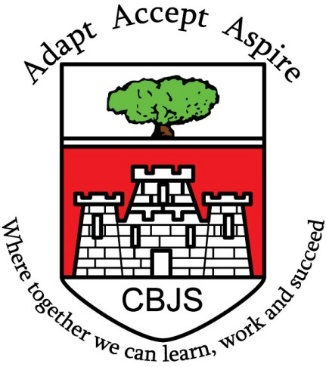 Adapt Accept Aspire
CBJS
Where together we can learn, work and succeed